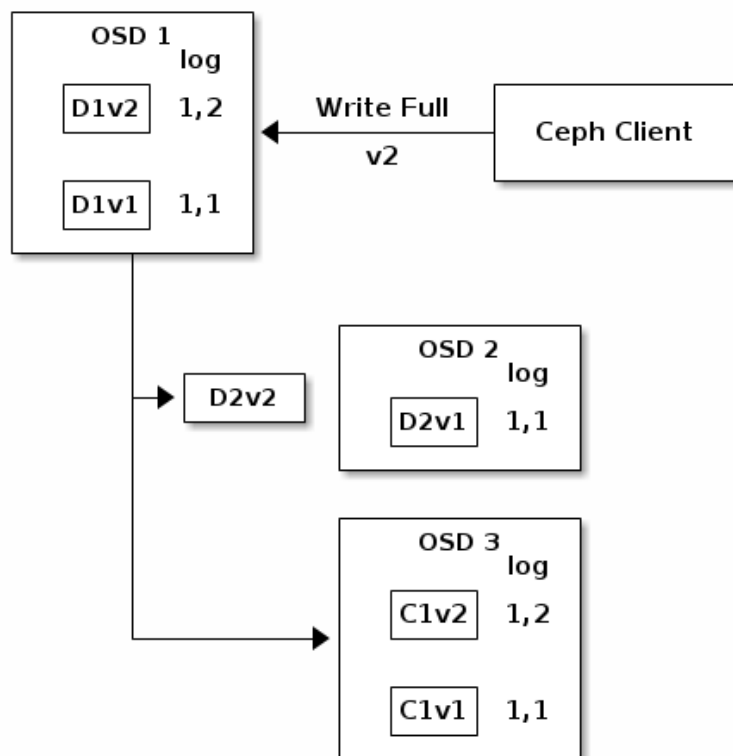 OSD 1
log
D1v2 1,2
Write Full
v2
Ceph Client
D1v1 1,1
OSD 2
log
D2v2
D2v1 1,1
OSD 3
log
C1v2 1,2
C1v1 1,1